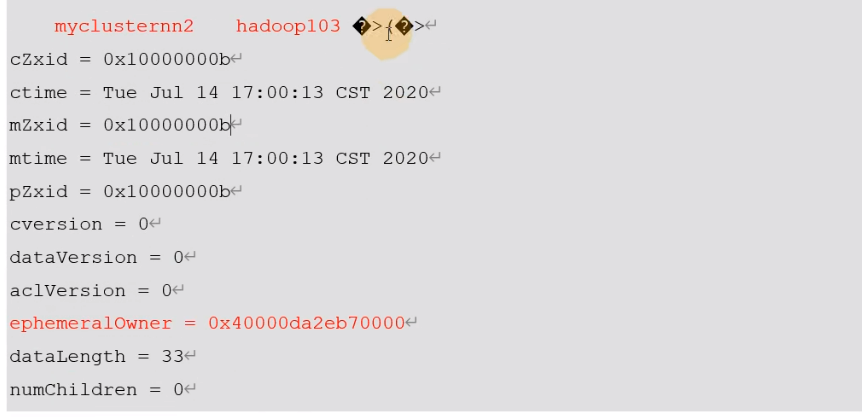 myclusternn2 hadoop103 �>{�>↵
cZxid = 0x10000000b↵
ctime = Tue Jul 14 17:00:13 CST 2020↵
mZxid = 0x10000000b↵
mtime = Tue Jul 14 17:00:13 CST 2020↵
pZxid = 0x10000000b↵
cversion = 0↵
dataVersion = 0↵
aclVersion = 0↵
ephemeralOwner = 0x40000da2eb70000↵
dataLength = 33↵
numChildren = 0↵